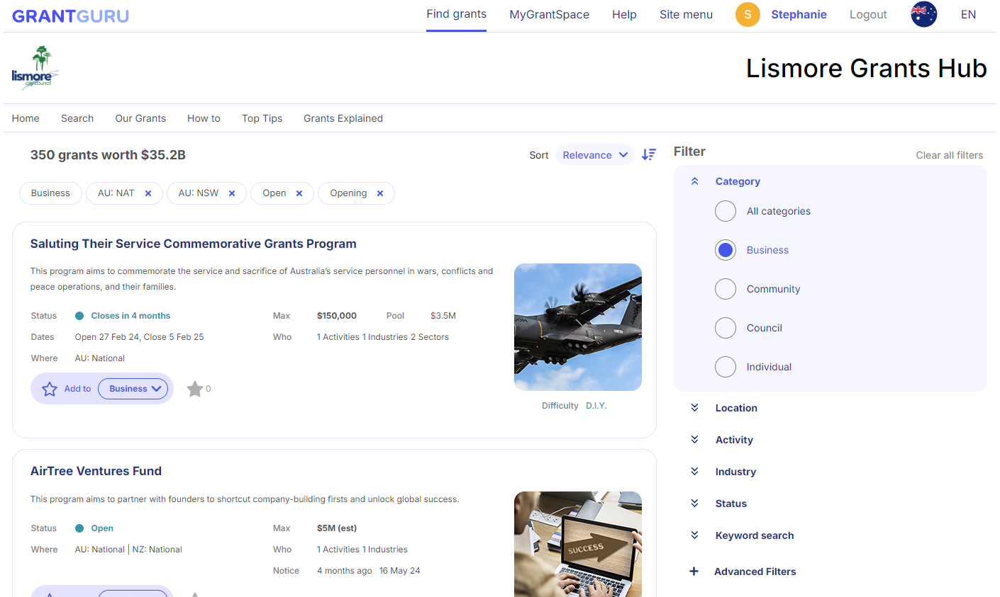 GRANTGURU
Find grants MyGrantSpace Help Site menu S Stephanie Logout EN
lismore
city council
Lismore Grants Hub
Home Search Our Grants How to Top Tips Grants Explained
350 grants worth $35.2B
Sort Relevance
Business AU: NAT AU: NSW Open Opening
Saluting Their Service Commemorative Grants Program
This program aims to commemorate the service and sacrifice of Australia’s service personnel in wars, conflicts and
peace operations, and their families.
Status Closes in 4 months Max $150,000 Pool $3.5M
Dates Open 27 Feb 24, Close 5 Feb 25 Who 1 Activities 1 Industries 2 Sectors
Where AU: National
Add to Business 0
Difficulty D.I.Y.
AirTree Ventures Fund
This program aims to partner with founders to shortcut company-building firsts and unlock global success.
Status Open Max $5M (est)
Where AU: National | NZ: National Who 1 Activities 1 Industries
Notice 4 months ago 16 May 24
SUCCESS
Filter Clear all filters
Category
All categories
Business
Community
Council
Individual
Location
Activity
Industry
Status
Keyword search
Advanced Filters